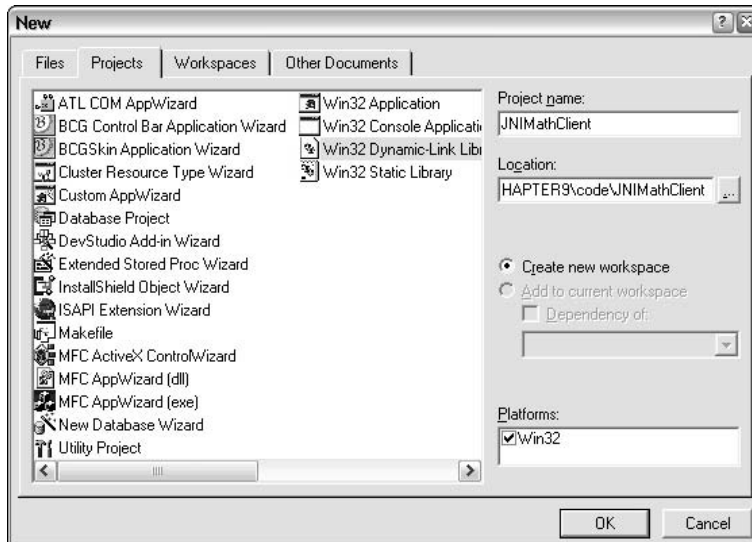 New
Files Projects Workspaces Other Documents
ATL COM AppWizard
BCG Control Bar Application Wizard
BCGSkin Application Wizard
Cluster Resource Type Wizard
Custom AppWizard
Database Project
DevStudio Add-in Wizard
Extended Stored Proc Wizard
InstallShield Object Wizard
ISAPI Extension Wizard
Makefile
MFC ActiveX ControlWizard
MFC AppWizard (dll)
MFC AppWizard (exe)
New Database Wizard
Utility Project
Win32 Application
Win32 Console Applicati
Win32 Dynamic-Link Libr
Win32 Static Library
Project name:
JNIMathClient
Location:
HAPTER9\code\JNIMathClient
...
Create new workspace
Add to current workspace
Dependency of:
Platforms:
Win32
OK Cancel